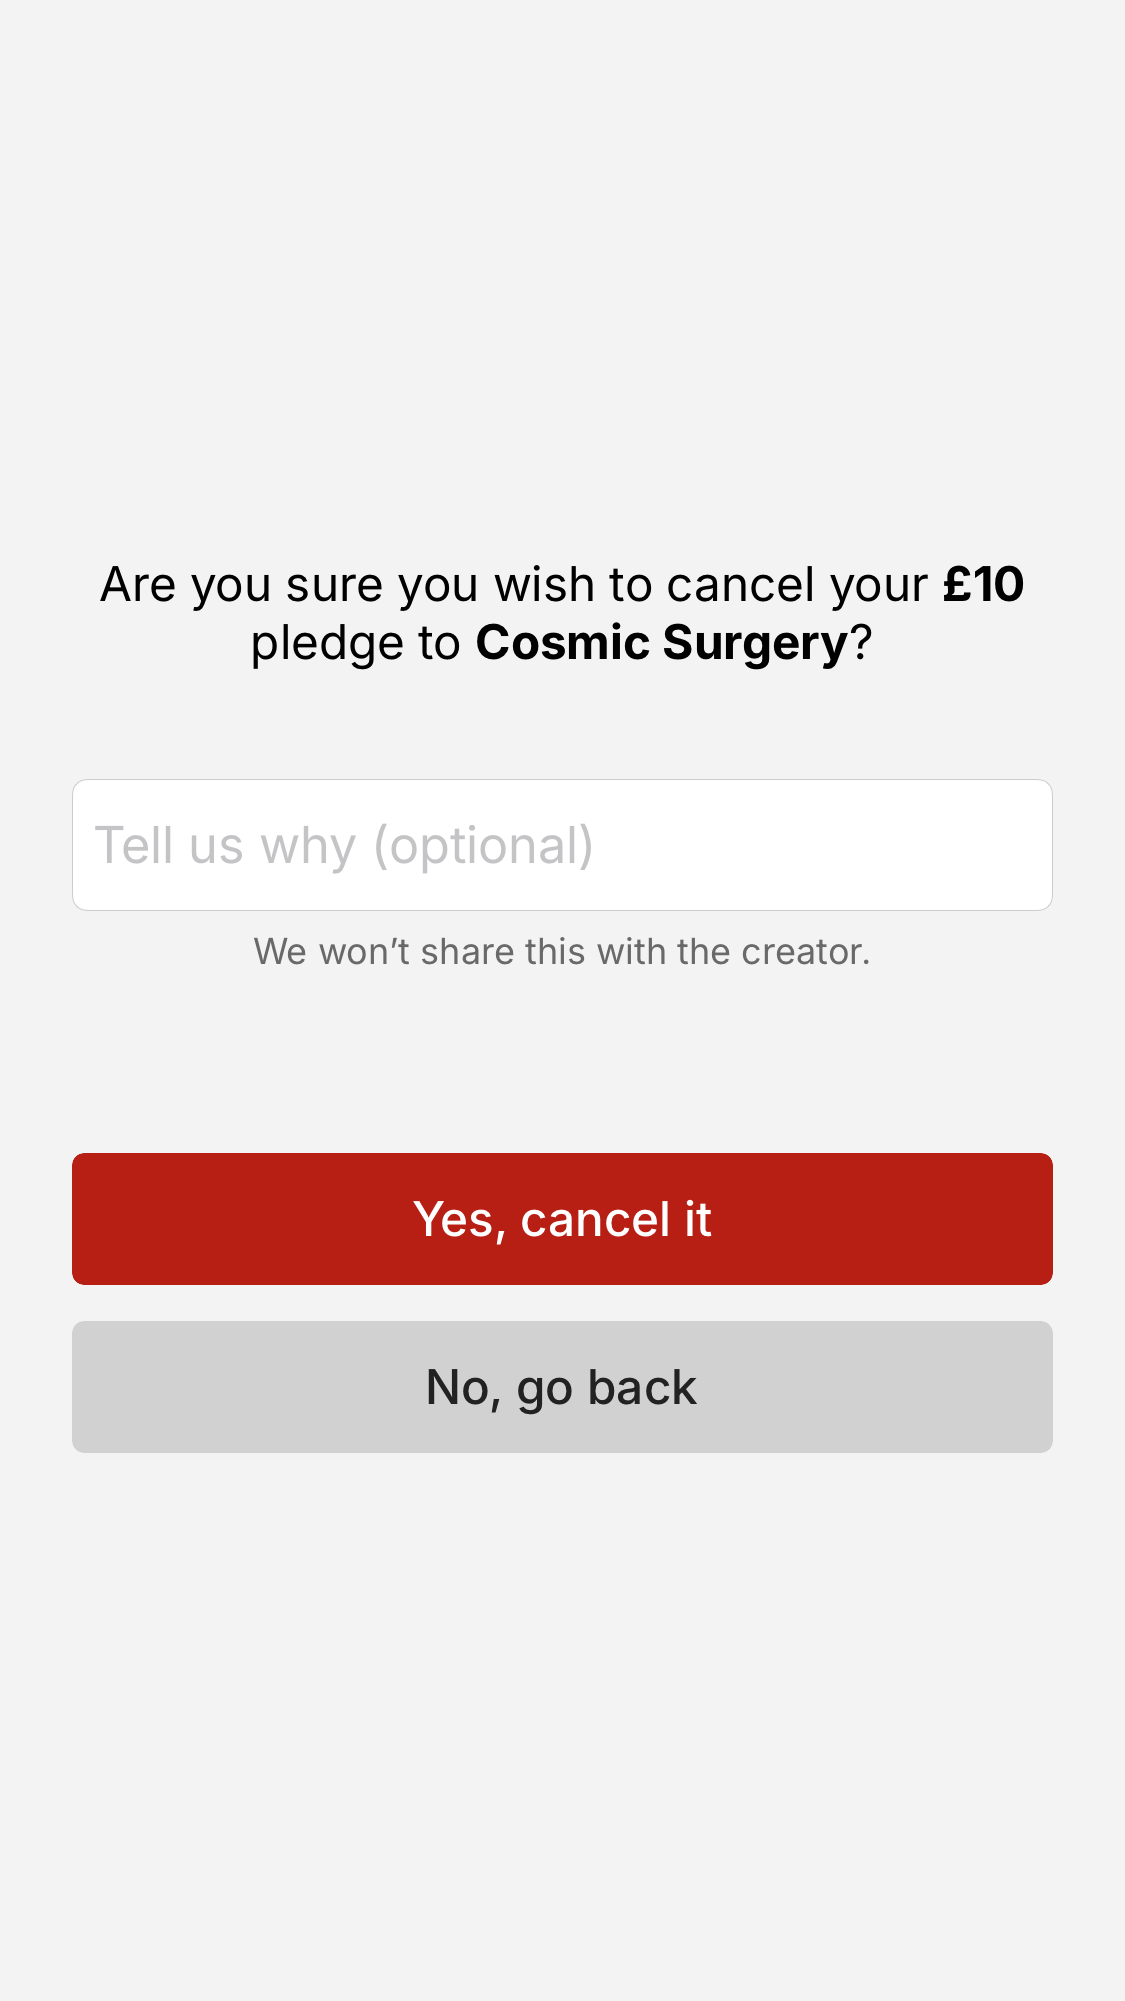 Are you sure you wish to cancel your £10
pledge to Cosmic Surgery?
Tell us why (optional)
We won’t share this with the creator.
Yes, cancel it
No, go back